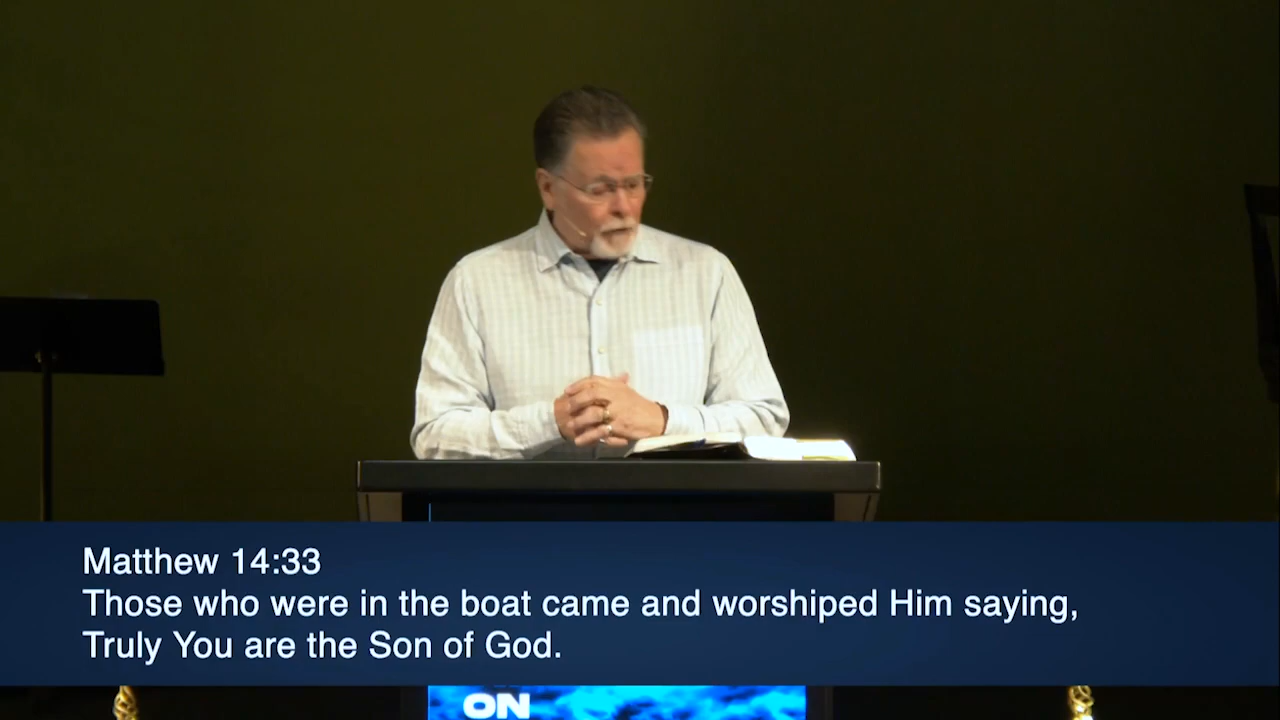 Matthew 14:33
Those who were in the boat came and worshiped Him saying,
Truly You are the Son of God.
ON